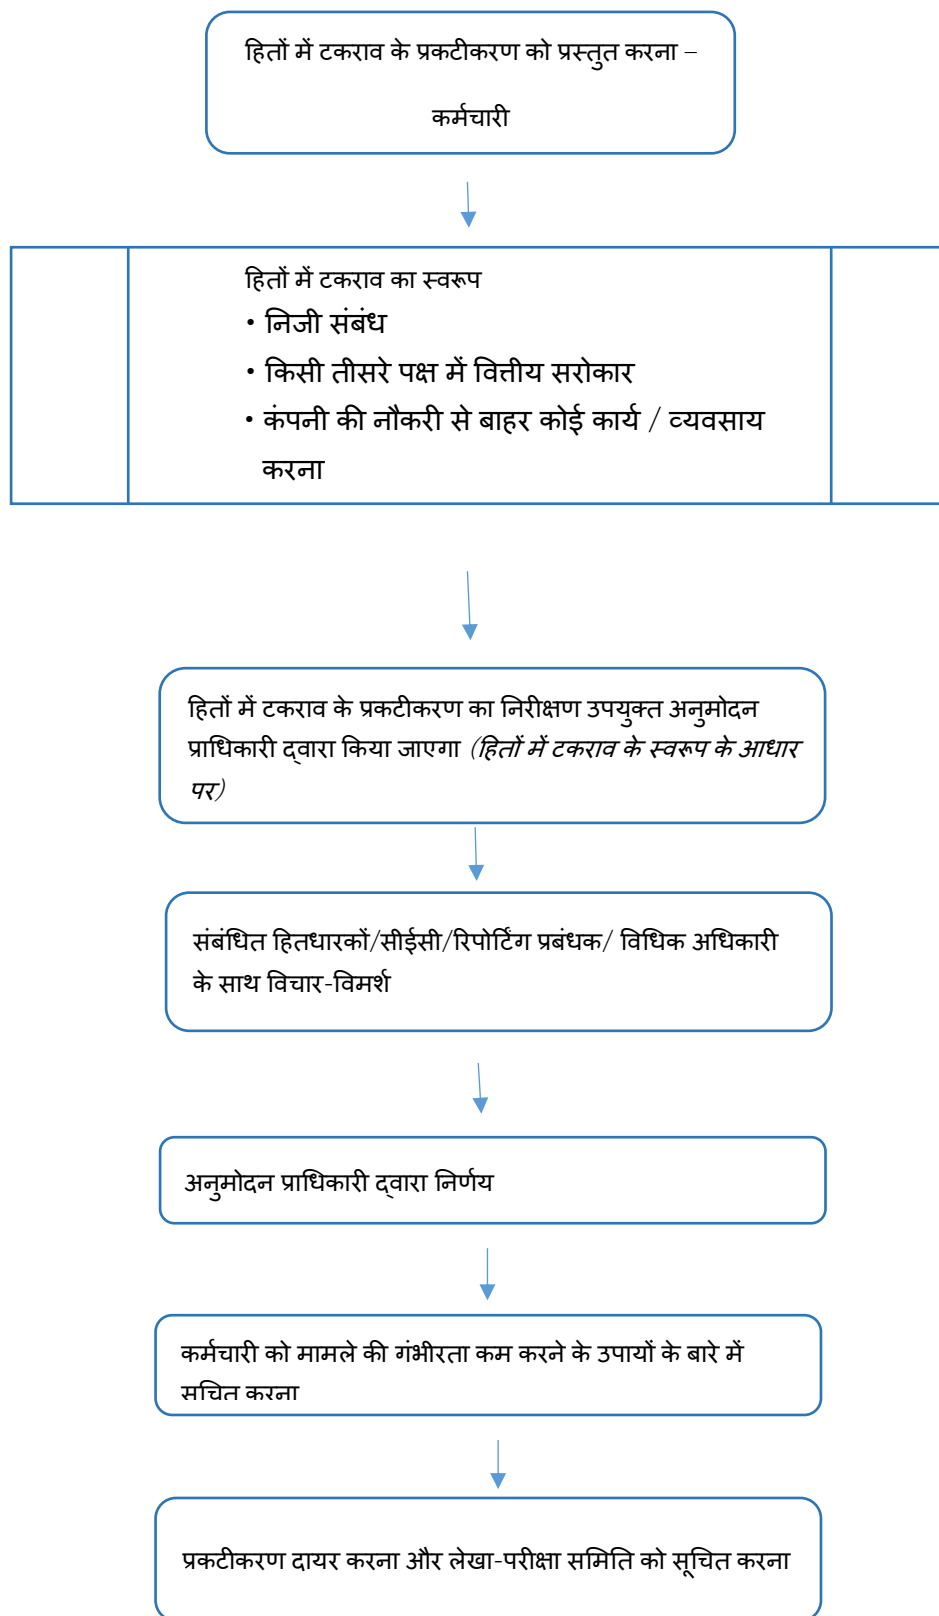 हितों में टकराव के प्रकटीकरण को प्रस्तुत करना –
कर्मचारी
हितों में टकराव का स्वरूप
• निजी संबंध
• किसी तीसरे पक्ष में वित्तीय सरोकार
• कंपनी की नौकरी से बाहर कोई कार्य / व्यवसाय
करना
हितों में टकराव के प्रकटीकरण का निरीक्षण उपयुक्त अनुमोदन
प्राधिकारी द्वारा किया जाएगा (हितों में टकराव के स्वरूप के आधार
पर)
संबंधित हितधारकों/सीईसी/रिपोर्टिंग प्रबंधक/ विधिक अधिकारी
के साथ विचार-विमर्श
अनुमोदन प्राधिकारी द्वारा निर्णय
कर्मचारी को मामले की गंभीरता कम करने के उपायों के बारे में
सूचित करना
प्रकटीकरण दायर करना और लेखा-परीक्षा समिति को सूचित करना